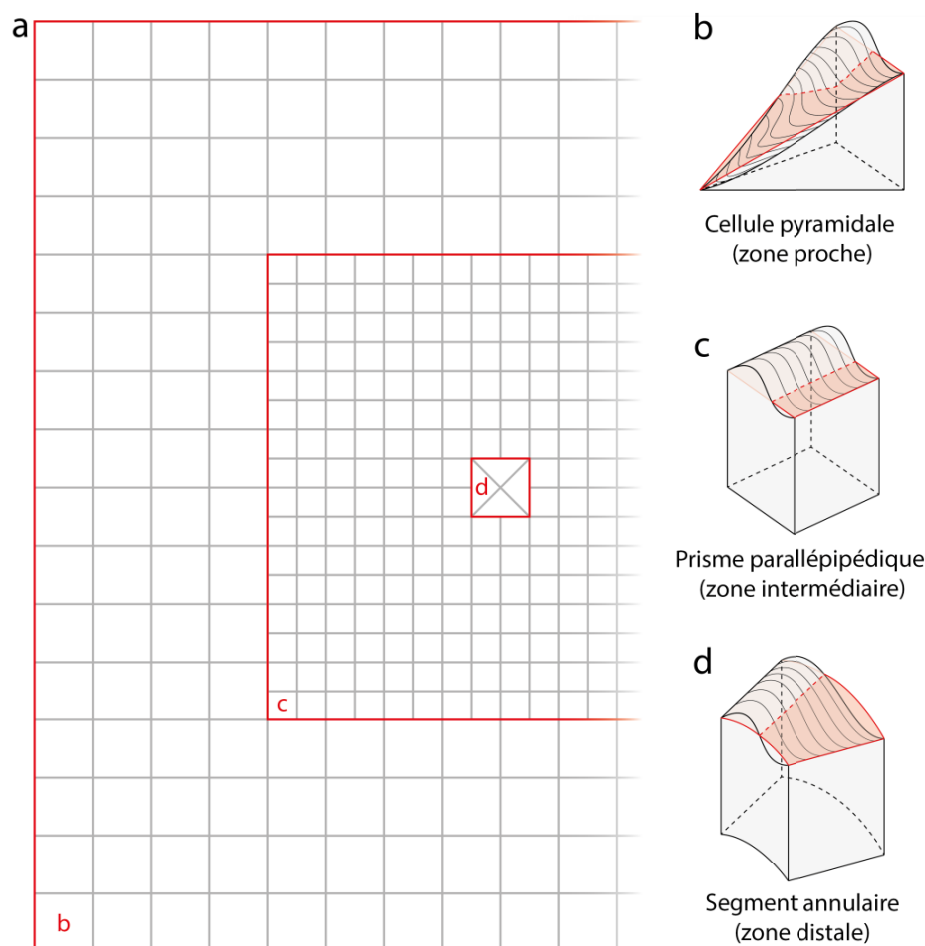 a
d
c
b
b
Cellule pyramidale
(zone proche)
c
Prisme parallépipédique
(zone intermédiaire)
d
Segment annulaire
(zone distale)